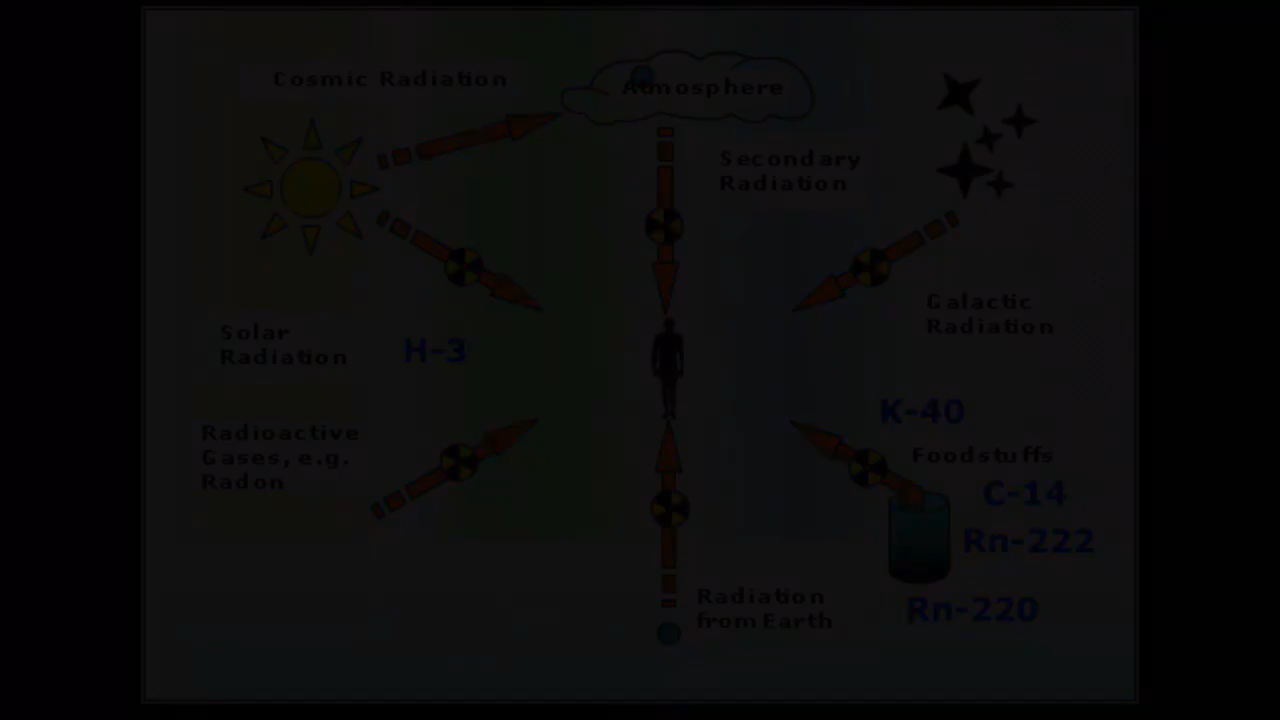 Cosmic Radiation
Atmosphere
Secondary
Radiation
Galactic
Radiation
Solar
Radiation
H-3
K-40
Radioactive
Gases, e.g.
Radon
Foodstuffs
C-14
Rn-222
Rn-220
Radiation
from Earth